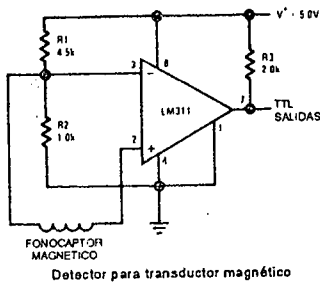 V⁺ - 5.0V
R1
4.5k
R3
2.0k
8
3
−
LM311
7
TTL
SALIDAS
R2
1.0k
2
+
4
1
FONOCAPTOR
MAGNETICO
Detector para transductor magnético